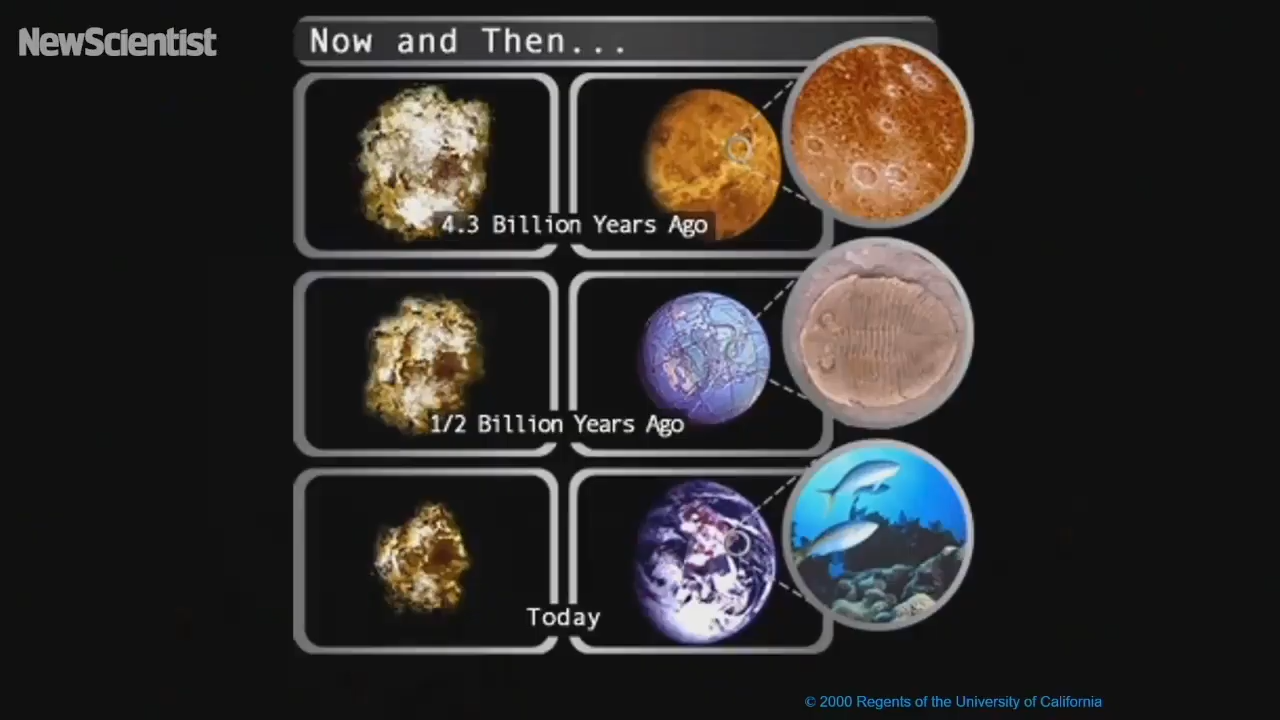 NewScientist
Now and Then...
4.3 Billion Years Ago
1/2 Billion Years Ago
Today
© 2000 Regents of the University of California